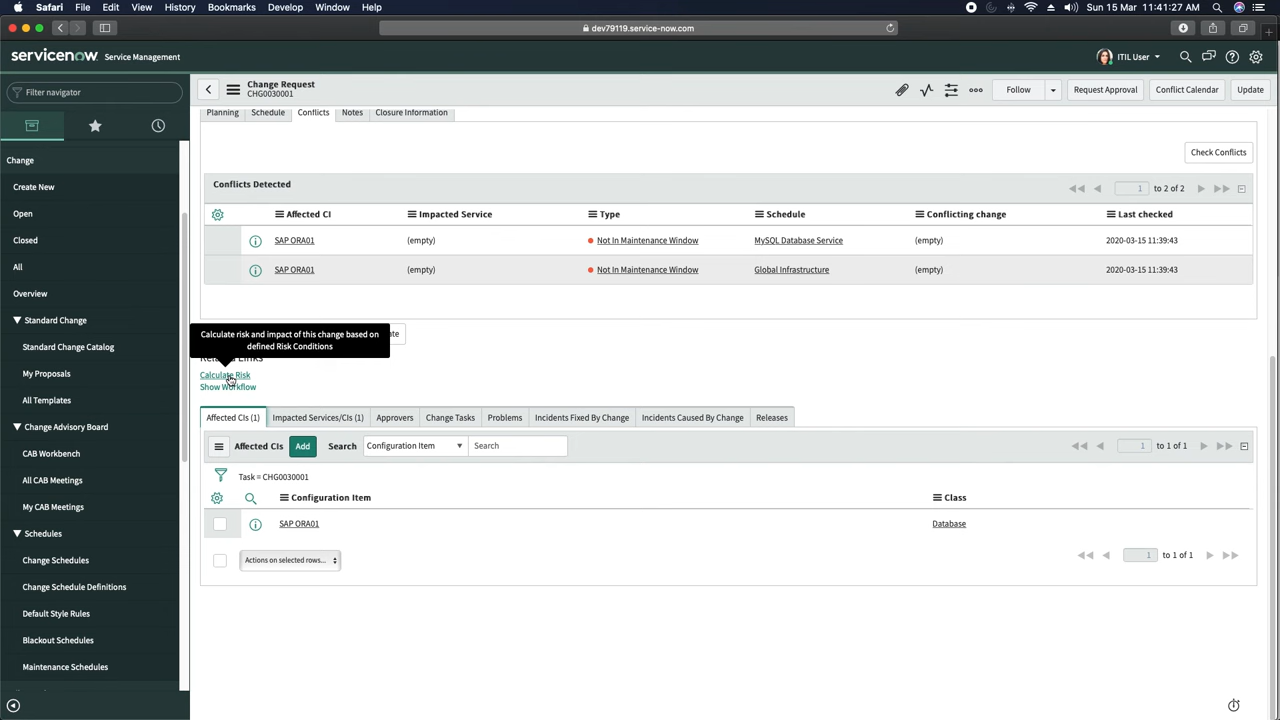 Safari File Edit View History Bookmarks Develop Window Help
Sun 15 Mar 11:41:27 AM
dev79119.service-now.com
servicenow Service Management
ITIL User
Filter navigator
Change Request
CHG0030001
Follow
Request Approval
Conflict Calendar
Update
Planning
Schedule
Conflicts
Notes
Closure Information
Change
Create New
Open
Closed
All
Overview
Standard Change
Standard Change Catalog
My Proposals
All Templates
Change Advisory Board
CAB Workbench
All CAB Meetings
My CAB Meetings
Schedules
Change Schedules
Change Schedule Definitions
Default Style Rules
Blackout Schedules
Maintenance Schedules
Check Conflicts
Conflicts Detected
1 to 2 of 2
Affected CI Impacted Service Type Schedule Conflicting change Last checked
SAP ORA01 (empty) Not In Maintenance Window MySQL Database Service (empty) 2020-03-15 11:39:43
SAP ORA01 (empty) Not In Maintenance Window Global Infrastructure (empty) 2020-03-15 11:39:43
Calculate risk and impact of this change based on
defined Risk Conditions
Calculate Risk
Show Workflow
Affected CIs (1)
Impacted Services/CIs (1)
Approvers
Change Tasks
Problems
Incidents Fixed By Change
Incidents Caused By Change
Releases
Affected CIs Add Search Configuration Item Search
1 to 1 of 1
Task = CHG0030001
Configuration Item Class
SAP ORA01 Database
Actions on selected rows...
1 to 1 of 1